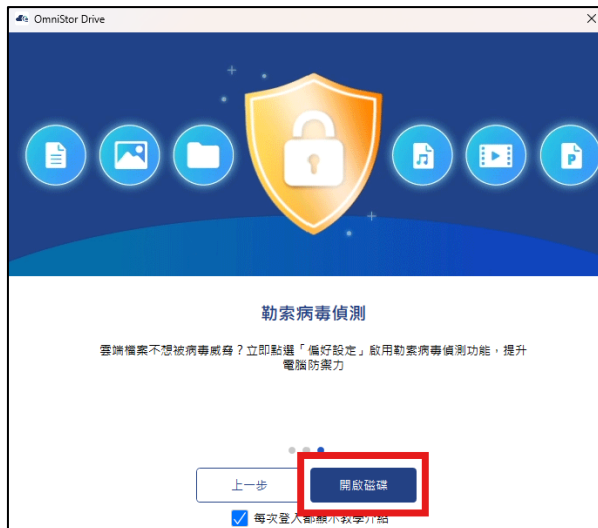 OmniStor Drive
勒索病毒偵測
雲端檔案不想被病毒威脅？立即點選「偏好設定」啟用勒索病毒偵測功能，提升
電腦防禦力
上一步
開啟磁碟
每次登入都顯示教學介紹